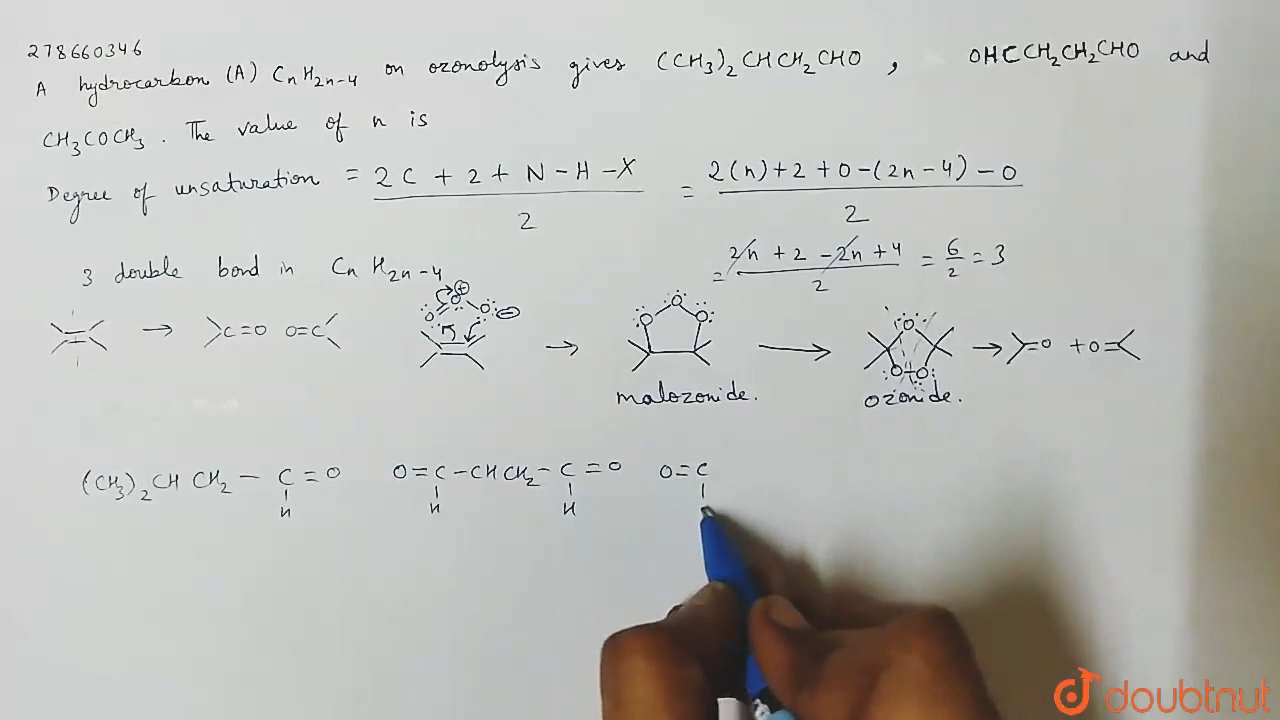 278660346
A hydrocarbon (A) CnH2n-4 on ozonolysis gives (CH3)2CHCH2CHO , OHCCH2CH2CHO and
CH3COCH3. The value of n is
Degree of unsaturation = 2C + 2 + N - H - X / 2 = 2(n) + 2 + 0 - (2n - 4) - 0 / 2
= 2n + 2 - 2n + 4 / 2 = 6/2 = 3
3 double bond in CnH2n-4
C=O O=C
O ⊕ O O ⊖
O O O
O O-O
=O + O=
malozonide.
ozonide.
(CH3)2CH CH2 - C = O O = C - CH CH2 - C = O O = C
H H H
doubtnut